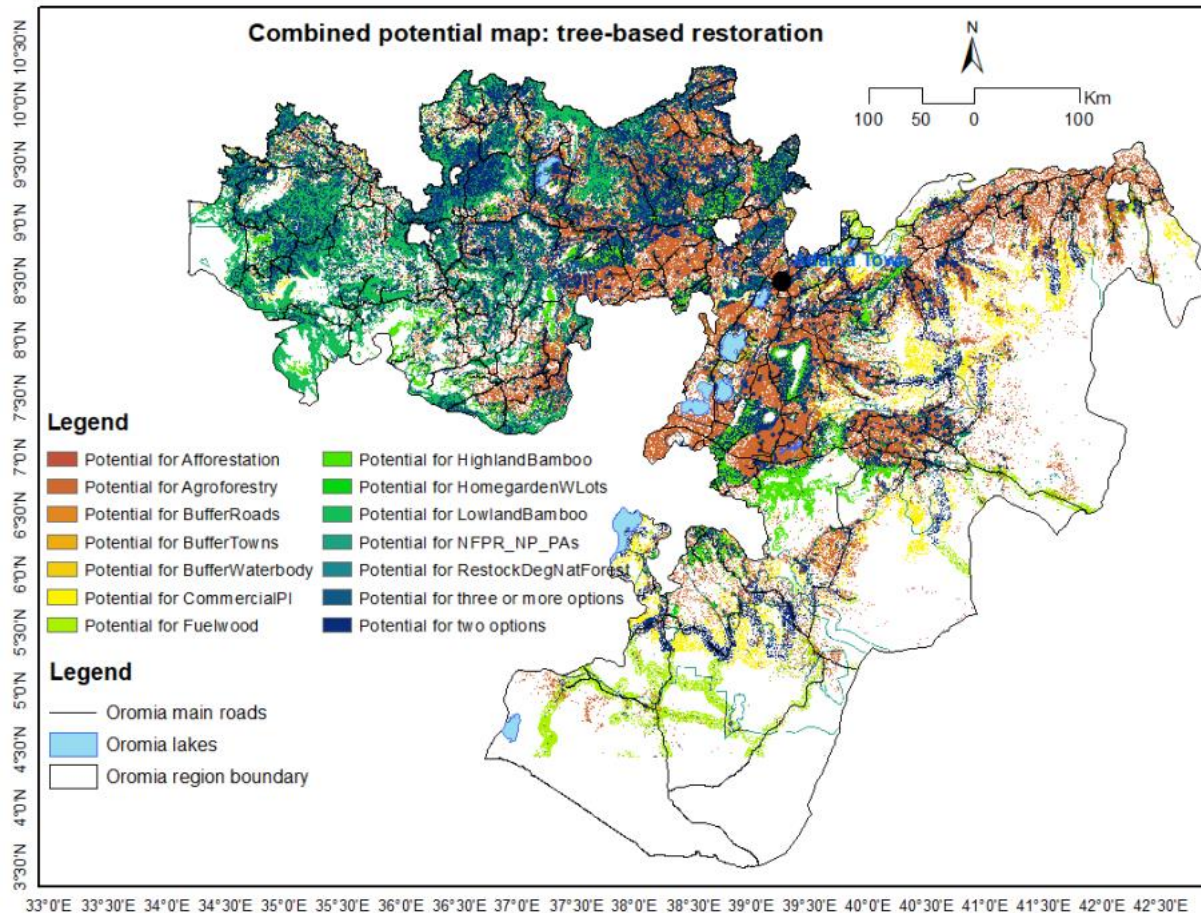 Combined potential map: tree-based restoration
N
Km
100 50 0 100
10°30'N
10°0'N
9°30'N
9°0'N
8°30'N
8°0'N
7°30'N
7°0'N
6°30'N
6°0'N
5°30'N
5°0'N
4°30'N
4°0'N
3°30'N
Town
Legend
Potential for Afforestation
Potential for Agroforestry
Potential for BufferRoads
Potential for BufferTowns
Potential for BufferWaterbody
Potential for CommercialPl
Potential for Fuelwood
Potential for HighlandBamboo
Potential for HomegardenWLots
Potential for LowlandBamboo
Potential for NFPR_NP_PAs
Potential for RestockDegNatForest
Potential for three or more options
Potential for two options
Legend
Oromia main roads
Oromia lakes
Oromia region boundary
33°0'E 33°30'E 34°0'E 34°30'E 35°0'E 35°30'E 36°0'E 36°30'E 37°0'E 37°30'E 38°0'E 38°30'E 39°0'E 39°30'E 40°0'E 40°30'E 41°0'E 41°30'E 42°0'E 42°30'E